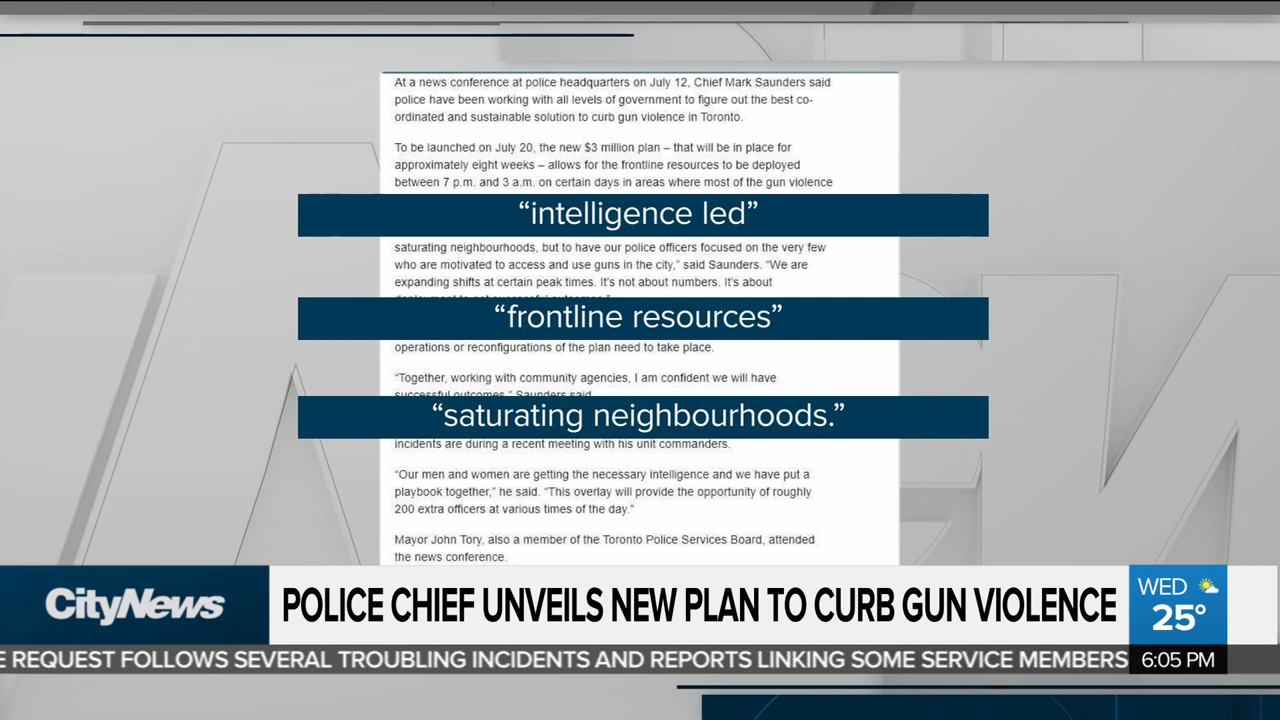 At a news conference at police headquarters on July 12, Chief Mark Saunders said
police have been working with all levels of government to figure out the best co-
ordinated and sustainable solution to curb gun violence in Toronto.
To be launched on July 20, the new $3 million plan – that will be in place for
approximately eight weeks – allows for the frontline resources to be deployed
between 7 p.m. and 3 a.m. on certain days in areas where most of the gun violence
“intelligence led”
saturating neighbourhoods, but to have our police officers focused on the very few
who are motivated to access and use guns in the city,” said Saunders. “We are
expanding shifts at certain peak times. It’s not about numbers. It’s about
“frontline resources”
operations or reconfigurations of the plan need to take place.
“Together, working with community agencies, I am confident we will have
successful outcomes,” Saunders said.
“saturating neighbourhoods.”
incidents are during a recent meeting with his unit commanders.
“Our men and women are getting the necessary intelligence and we have put a
playbook together,” he said. “This overlay will provide the opportunity of roughly
200 extra officers at various times of the day.”
Mayor John Tory, also a member of the Toronto Police Services Board, attended
the news conference.
CityNews
POLICE CHIEF UNVEILS NEW PLAN TO CURB GUN VIOLENCE
WED
25°
E REQUEST FOLLOWS SEVERAL TROUBLING INCIDENTS AND REPORTS LINKING SOME SERVICE MEMBERS
6:05 PM